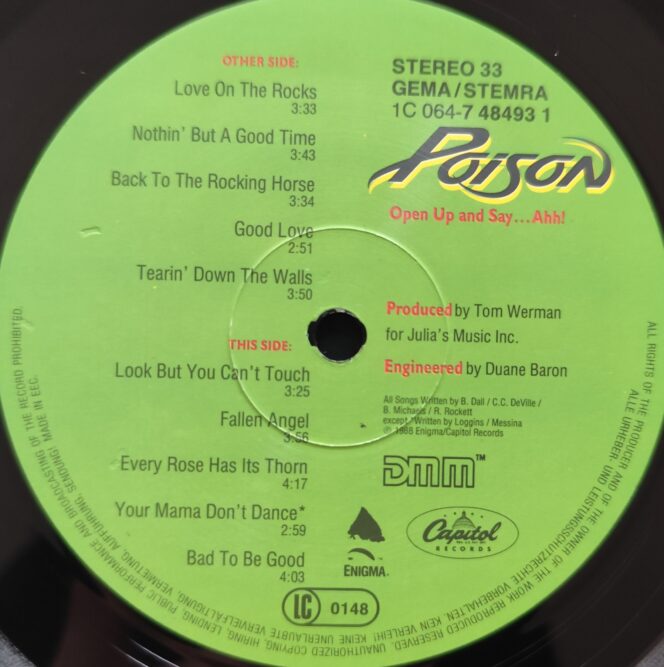 OTHER SIDE:
Love On The Rocks
3:33
Nothin' But A Good Time
3:43
Back To The Rocking Horse
3:34
Good Love
2:51
Tearin' Down The Walls
3:50
THIS SIDE:
Look But You Can't Touch
3:25
Fallen Angel
3:56
Every Rose Has Its Thorn
4:17
Your Mama Don't Dance*
2:59
Bad To Be Good
4:03
STEREO 33
GEMA/STEMRA
1C 064-7 48493 1
POISON
Open Up and Say...Ahh!
Produced by Tom Werman
for Julia's Music Inc.
Engineered by Duane Baron
All Songs Written by B. Dall / C.C. DeVille /
B. Michaels / R. Rockett
except *Written by Loggins / Messina
℗ 1988 Enigma/Capitol Records
DMM™
ENIGMA
Capitol
RECORDS
LC 0148
ALL RIGHTS OF THE PRODUCER AND OF THE OWNER OF THE WORK REPRODUCED RESERVED. UNAUTHORIZED COPYING, HIRING, LENDING, PUBLIC PERFORMANCE AND BROADCASTING OF THE RECORD PROHIBITED.
ALLE URHEBER- UND LEISTUNGSSCHUTZRECHTE VORBEHALTEN. KEIN VERLEIH! KEINE UNERLAUBTE VERVIELFÄLTIGUNG, VERMIETUNG, AUFFÜHRUNG, SENDUNG! MADE IN EEC.